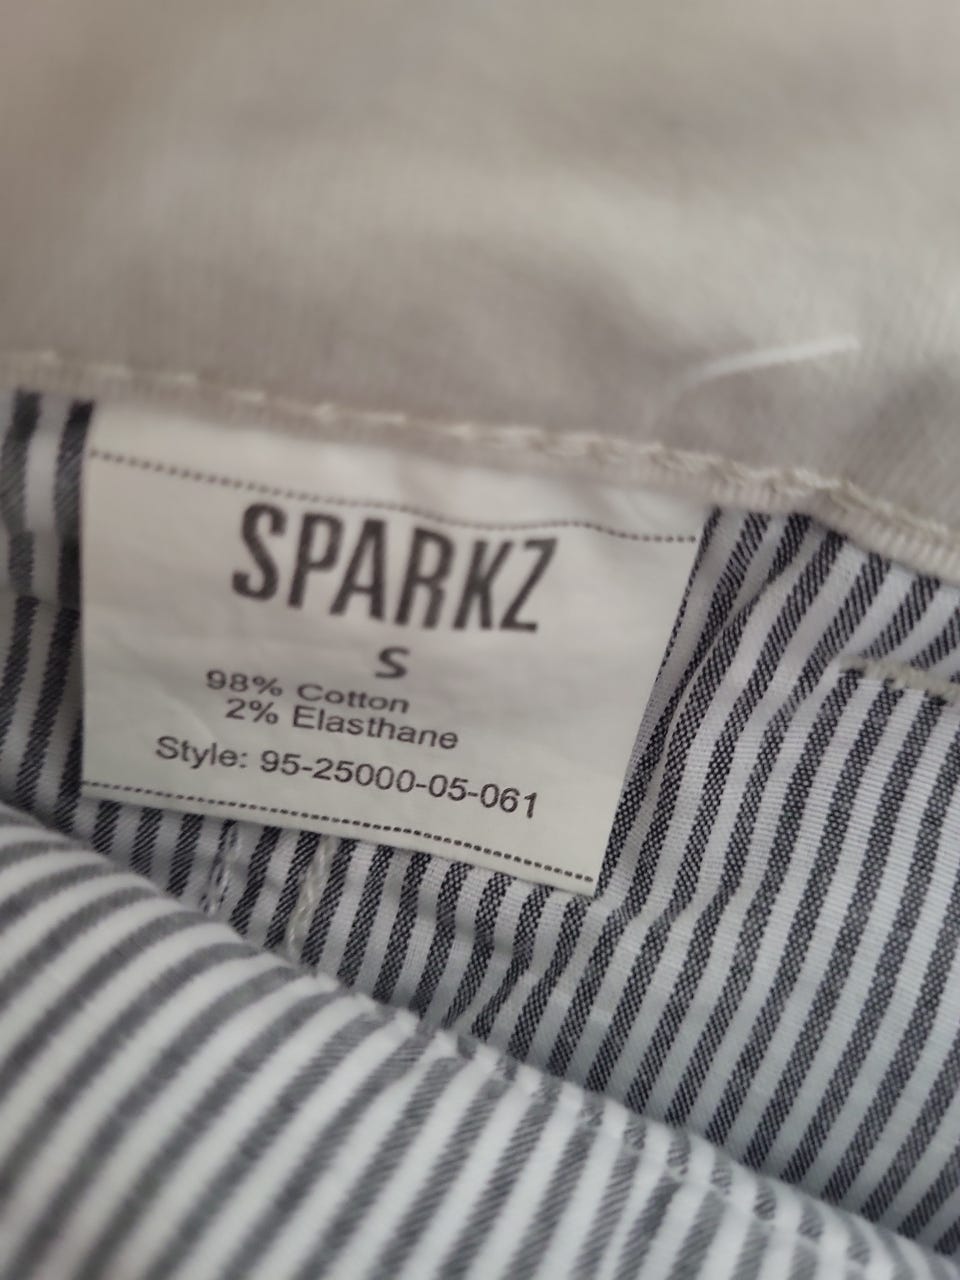 SPARKZ
S
98% Cotton
2% Elasthane
Style: 95-25000-05-061